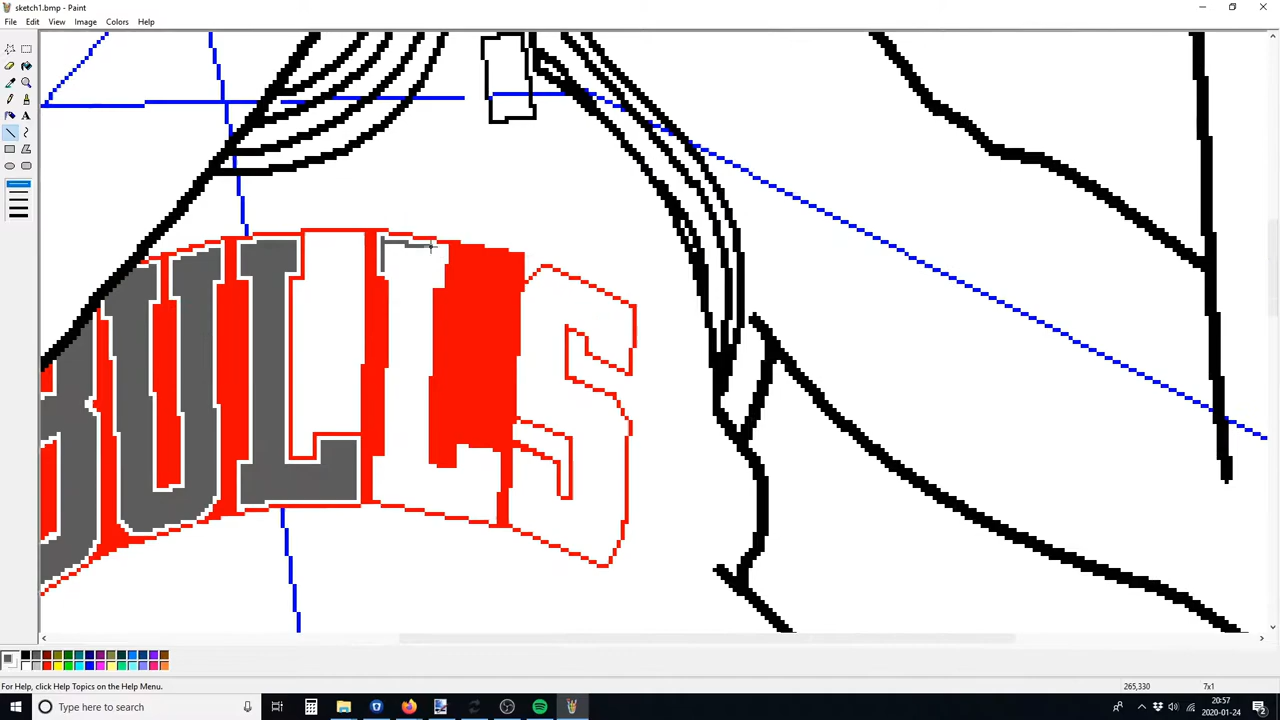 sketch1.bmp - Paint
File Edit View Image Colors Help
BULLS
For Help, click Help Topics on the Help Menu.
265,330
7x1
Type here to search
20:57
2020-01-24
2